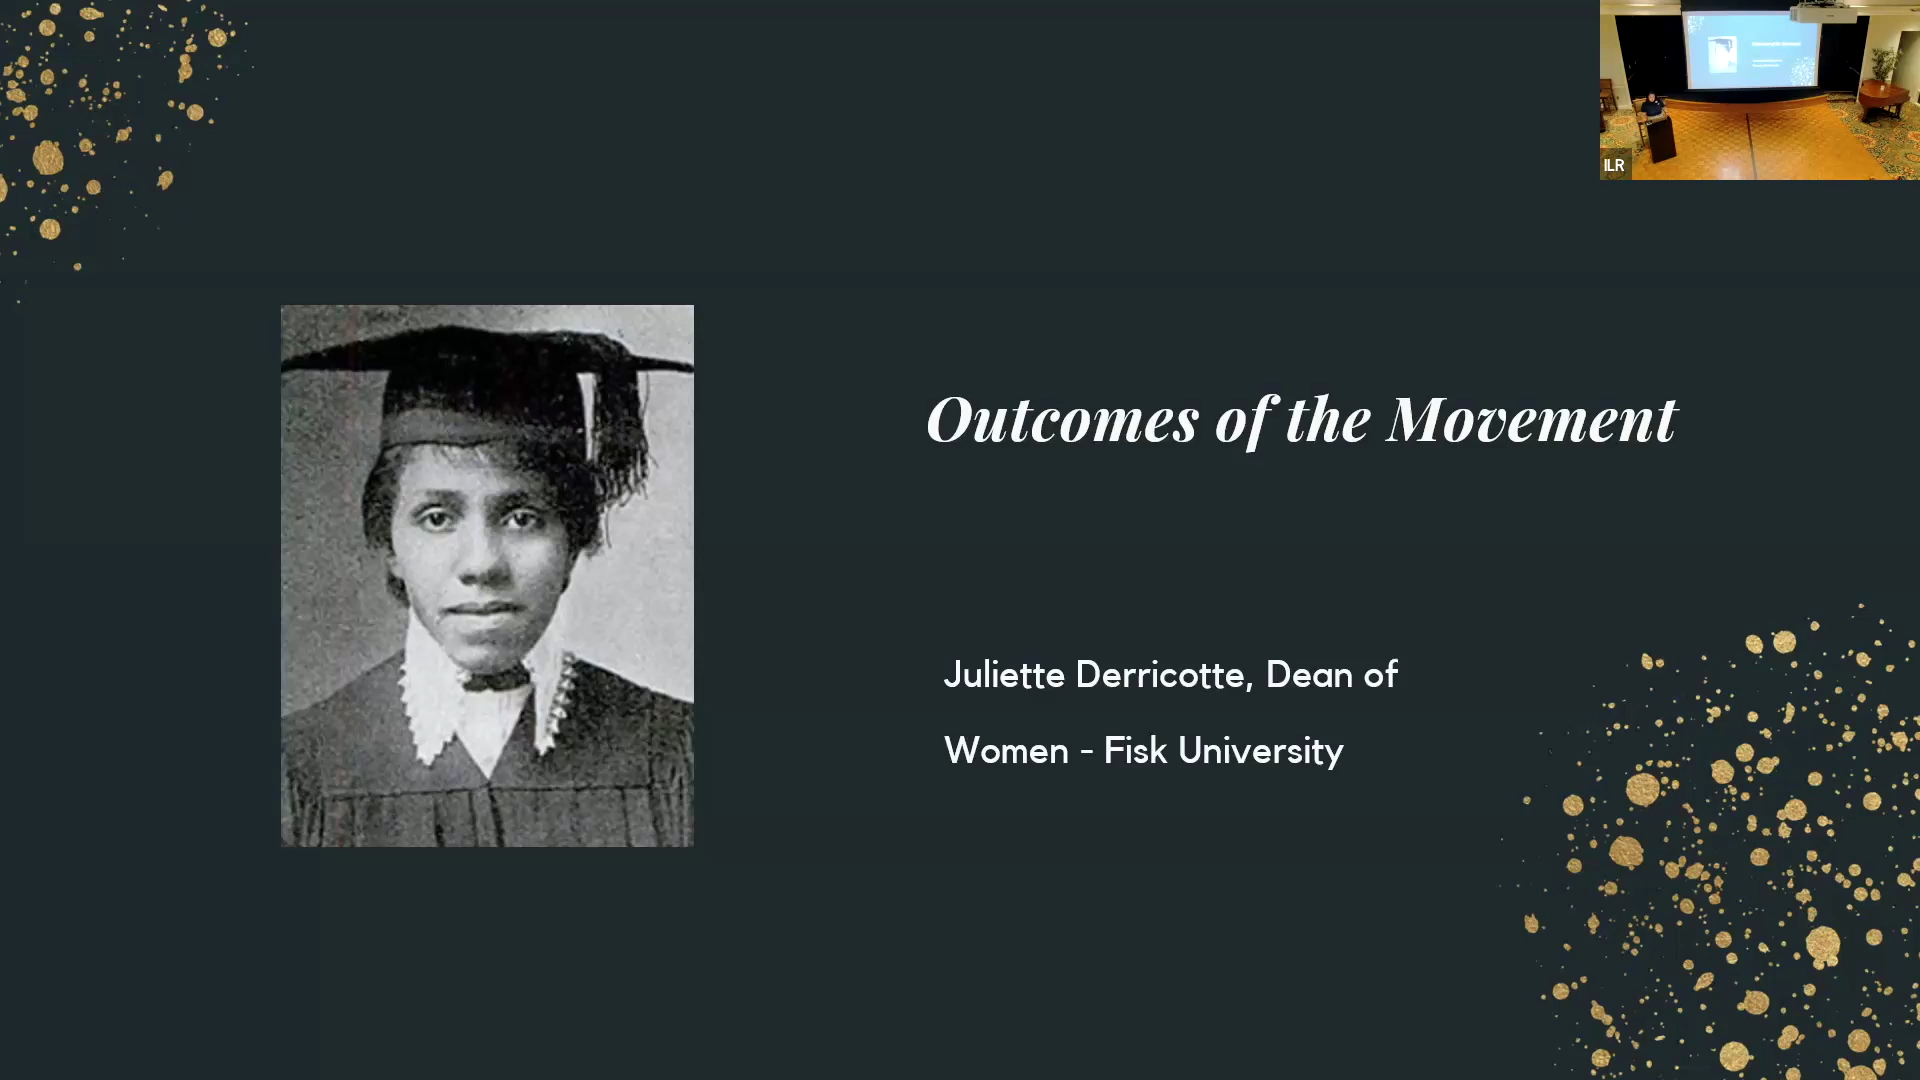 ILR
Outcomes of the Movement
Juliette Derricotte, Dean of
Women - Fisk University